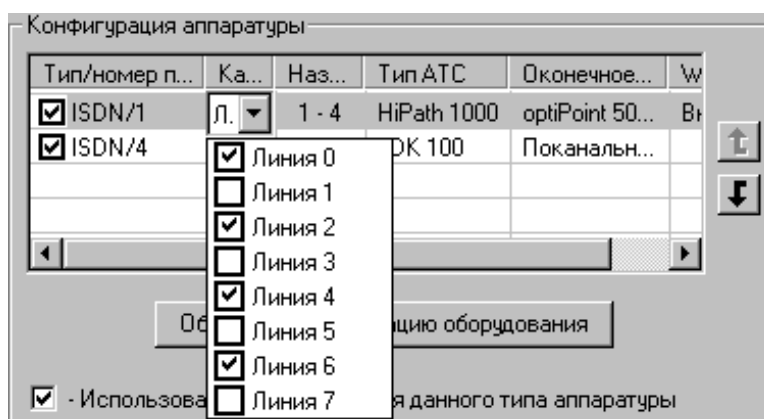 Конфигурация аппаратуры
Тип/номер п... Ка... Наз... Тип АТС Оконечное... W
ISDN/1 Л. 1 - 4 HiPath 1000 optiPoint 50... Вн
ISDN/4 DK 100 Поканальн...
Линия 0
Линия 1
Линия 2
Линия 3
Линия 4
Линия 5
Линия 6
Линия 7
Об цию оборудования
- Использова я данного типа аппаратуры